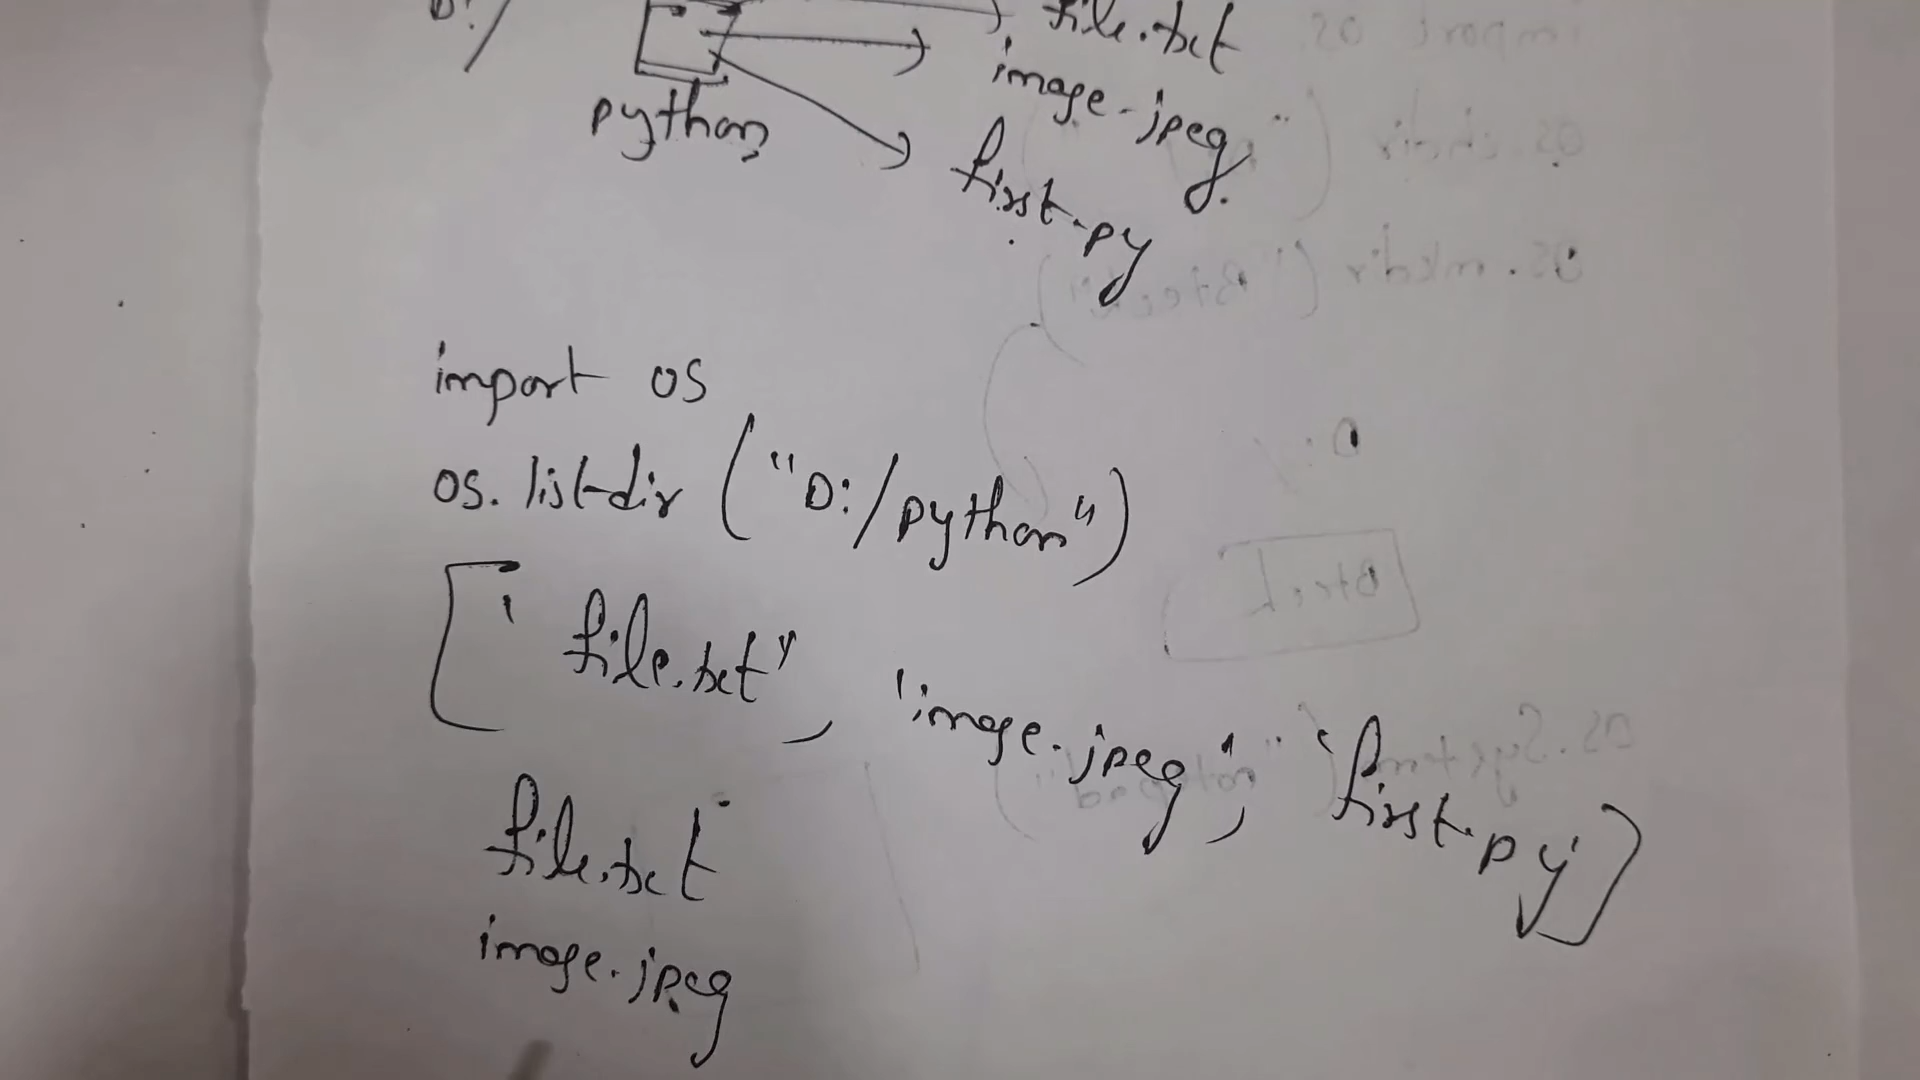 D:/
file.txt
image.jpeg
python
first.py
import os
os.listdir ("D:/python")
['file.txt", 'image.jpeg', 'first.py']
file.txt
image.jpeg